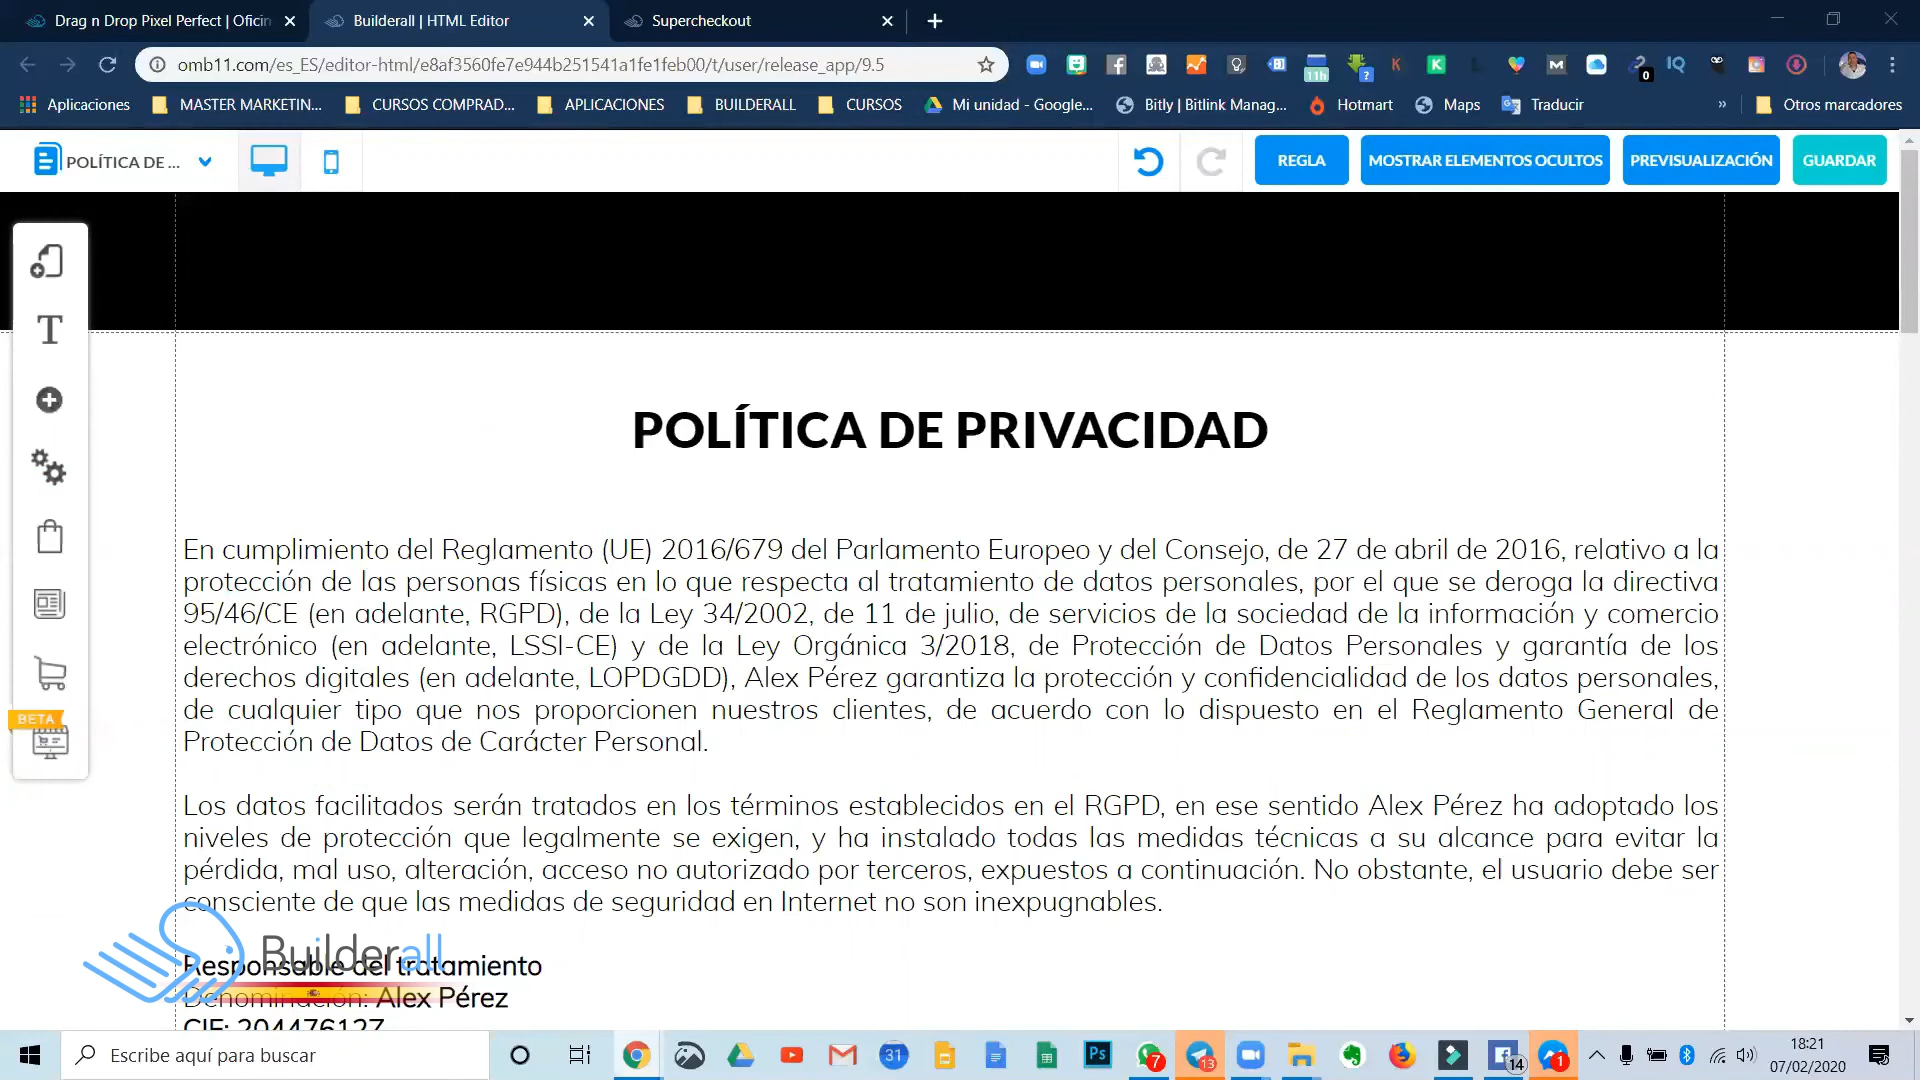 Drag n Drop Pixel Perfect | Oficin
Builderall | HTML Editor
Supercheckout
omb11.com/es_ES/editor-html/e8af3560fe7e944b251541a1fe1feb00/t/user/release_app/9.5
11h
?
0
IQ
Aplicaciones
MASTER MARKETIN...
CURSOS COMPRAD...
APLICACIONES
BUILDERALL
CURSOS
Mi unidad - Google...
Bitly | Bitlink Manag...
Hotmart
Maps
Traducir
»
Otros marcadores
POLÍTICA DE ...
REGLA
MOSTRAR ELEMENTOS OCULTOS
PREVISUALIZACIÓN
GUARDAR
T
BETA
POLÍTICA DE PRIVACIDAD
En cumplimiento del Reglamento (UE) 2016/679 del Parlamento Europeo y del Consejo, de 27 de abril de 2016, relativo a la
protección de las personas físicas en lo que respecta al tratamiento de datos personales, por el que se deroga la directiva
95/46/CE (en adelante, RGPD), de la Ley 34/2002, de 11 de julio, de servicios de la sociedad de la información y comercio
electrónico (en adelante, LSSI-CE) y de la Ley Orgánica 3/2018, de Protección de Datos Personales y garantía de los
derechos digitales (en adelante, LOPDGDD), Alex Pérez garantiza la protección y confidencialidad de los datos personales,
de cualquier tipo que nos proporcionen nuestros clientes, de acuerdo con lo dispuesto en el Reglamento General de
Protección de Datos de Carácter Personal.
Los datos facilitados serán tratados en los términos establecidos en el RGPD, en ese sentido Alex Pérez ha adoptado los
niveles de protección que legalmente se exigen, y ha instalado todas las medidas técnicas a su alcance para evitar la
pérdida, mal uso, alteración, acceso no autorizado por terceros, expuestos a continuación. No obstante, el usuario debe ser
consciente de que las medidas de seguridad en Internet no son inexpugnables.
Builderall
Responsable del tratamiento
Denominación: Alex Pérez
CIF: 20447612Z
Escribe aquí para buscar
31
Ps
7
13
14
1
18:21
07/02/2020